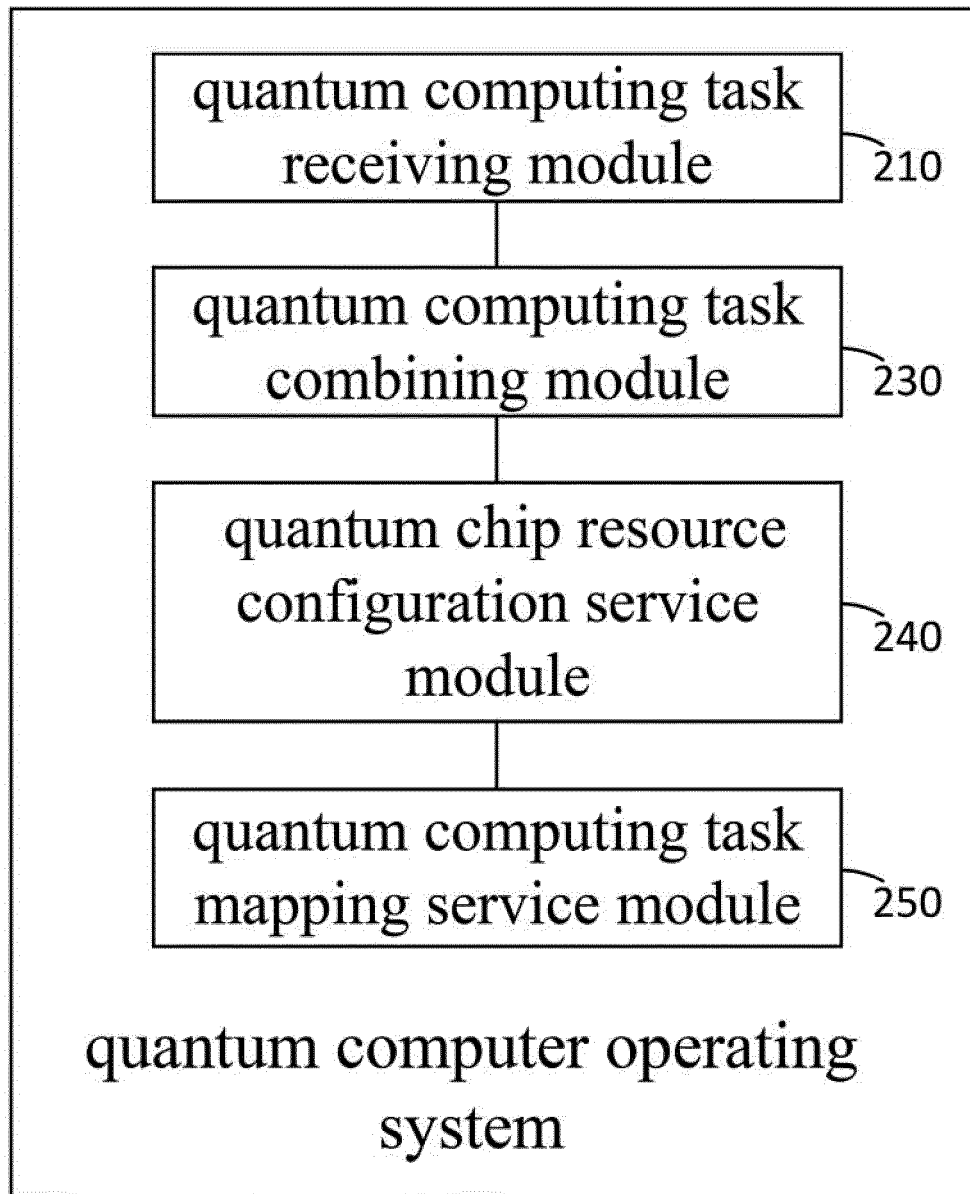 quantum computing task
receiving module
210
quantum computing task
combining module
230
quantum chip resource
configuration service
module
240
quantum computing task
mapping service module
250
quantum computer operating
system